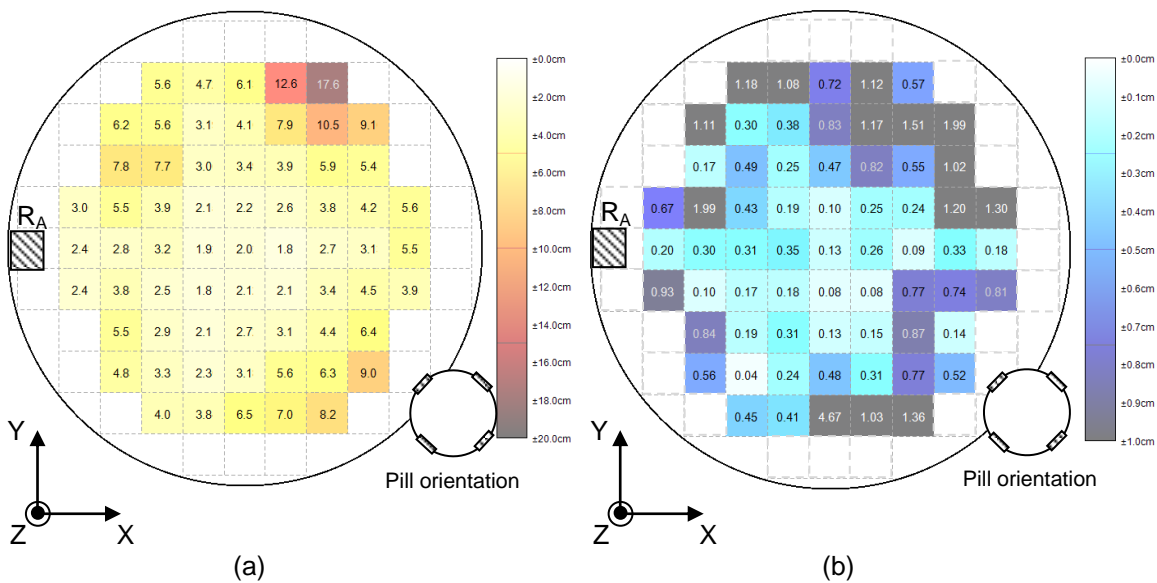 5.6 4.7 6.1 12.6 17.6
6.2 5.6 3.1 4.1 7.9 10.5 9.1
7.8 7.7 3.0 3.4 3.9 5.9 5.4
3.0 5.5 3.9 2.1 2.2 2.6 3.8 4.2 5.6
2.4 2.8 3.2 1.9 2.0 1.8 2.7 3.1 5.5
2.4 3.8 2.5 1.8 2.1 2.1 3.4 4.5 3.9
5.5 2.9 2.1 2.7 3.1 4.4 6.4
4.8 3.3 2.3 3.1 5.6 6.3 9.0
4.0 3.8 6.5 7.0 8.2
RA
±0.0cm
±2.0cm
±4.0cm
±6.0cm
±8.0cm
±10.0cm
±12.0cm
±14.0cm
±16.0cm
±18.0cm
±20.0cm
Pill orientation
Y
Z
X
(a)
1.18 1.08 0.72 1.12 0.57
1.11 0.30 0.38 0.83 1.17 1.51 1.99
0.17 0.49 0.25 0.47 0.82 0.55 1.02
0.67 1.99 0.43 0.19 0.10 0.25 0.24 1.20 1.30
0.20 0.30 0.31 0.35 0.13 0.26 0.09 0.33 0.18
0.93 0.10 0.17 0.18 0.08 0.08 0.77 0.74 0.81
0.84 0.19 0.31 0.13 0.15 0.87 0.14
0.56 0.04 0.24 0.48 0.31 0.77 0.52
0.45 0.41 4.67 1.03 1.36
RA
±0.0cm
±0.1cm
±0.2cm
±0.3cm
±0.4cm
±0.5cm
±0.6cm
±0.7cm
±0.8cm
±0.9cm
±1.0cm
Pill orientation
Y
Z
X
(b)